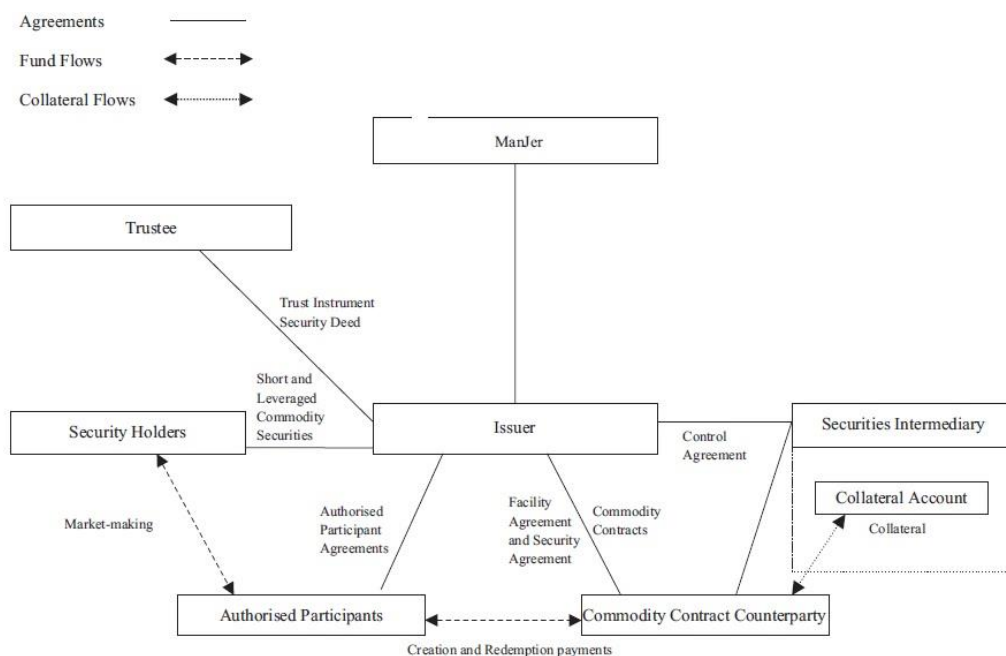 Agreements
Fund Flows
Collateral Flows
ManJer
Trustee
Trust Instrument
Security Deed
Short and
Leveraged
Commodity
Securities
Security Holders
Issuer
Securities Intermediary
Control
Agreement
Collateral Account
Collateral
Market-making
Authorised
Participant
Agreements
Facility
Agreement
and Security
Agreement
Commodity
Contracts
Authorised Participants
Commodity Contract Counterparty
Creation and Redemption payments